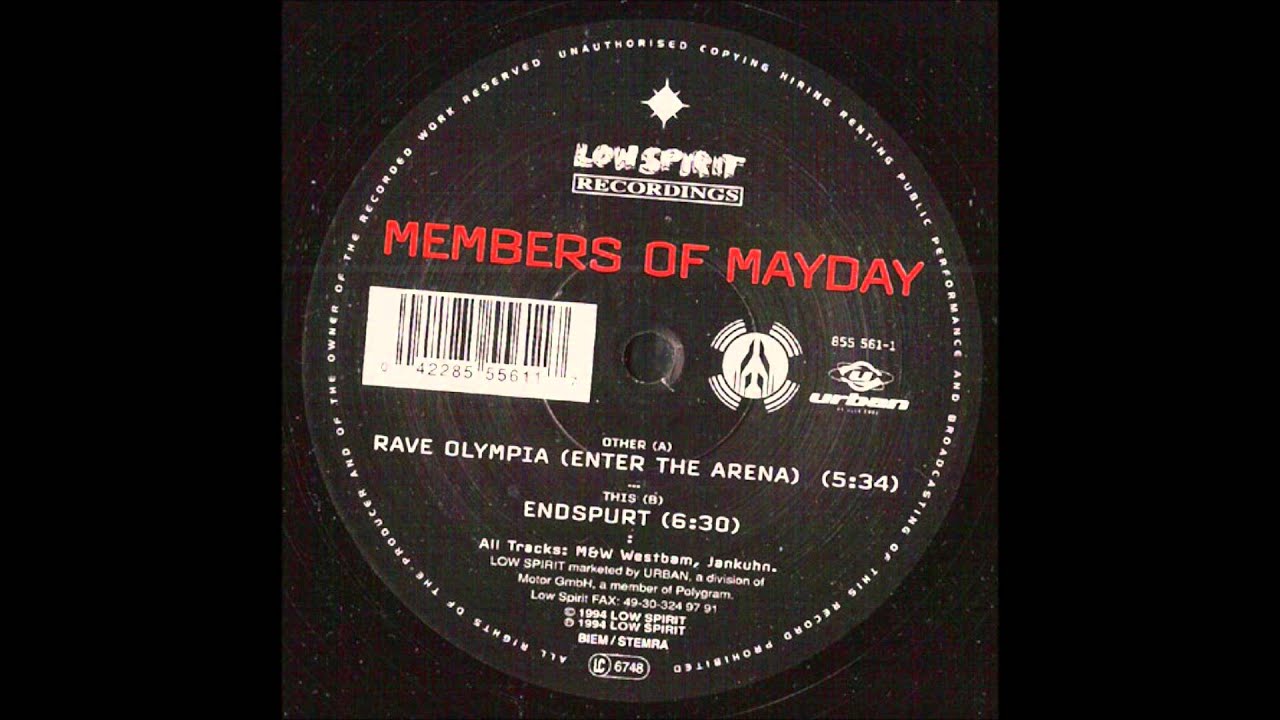 ALL RIGHTS OF THE PRODUCER AND OF THE OWNER OF THE RECORDED WORK RESERVED UNAUTHORISED COPYING HIRING RENTING PUBLIC PERFORMANCE AND BROADCASTING OF THIS RECORD PROHIBITED
LOW SPIRIT
RECORDINGS
MEMBERS OF MAYDAY
0 42285 55611 7
855 561-1
urban
OTHER (A)
RAVE OLYMPIA (ENTER THE ARENA) (5:34)
...
THIS (B)
ENDSPURT (6:30)
:
All Tracks: M&W Westbam, Jankuhn.
LOW SPIRIT marketed by URBAN, a division of
Motor GmbH, a member of Polygram.
Low Spirit FAX: 49-30-324 97 91
© 1994 LOW SPIRIT
℗ 1994 LOW SPIRIT
BIEM / STEMRA
LC 6748